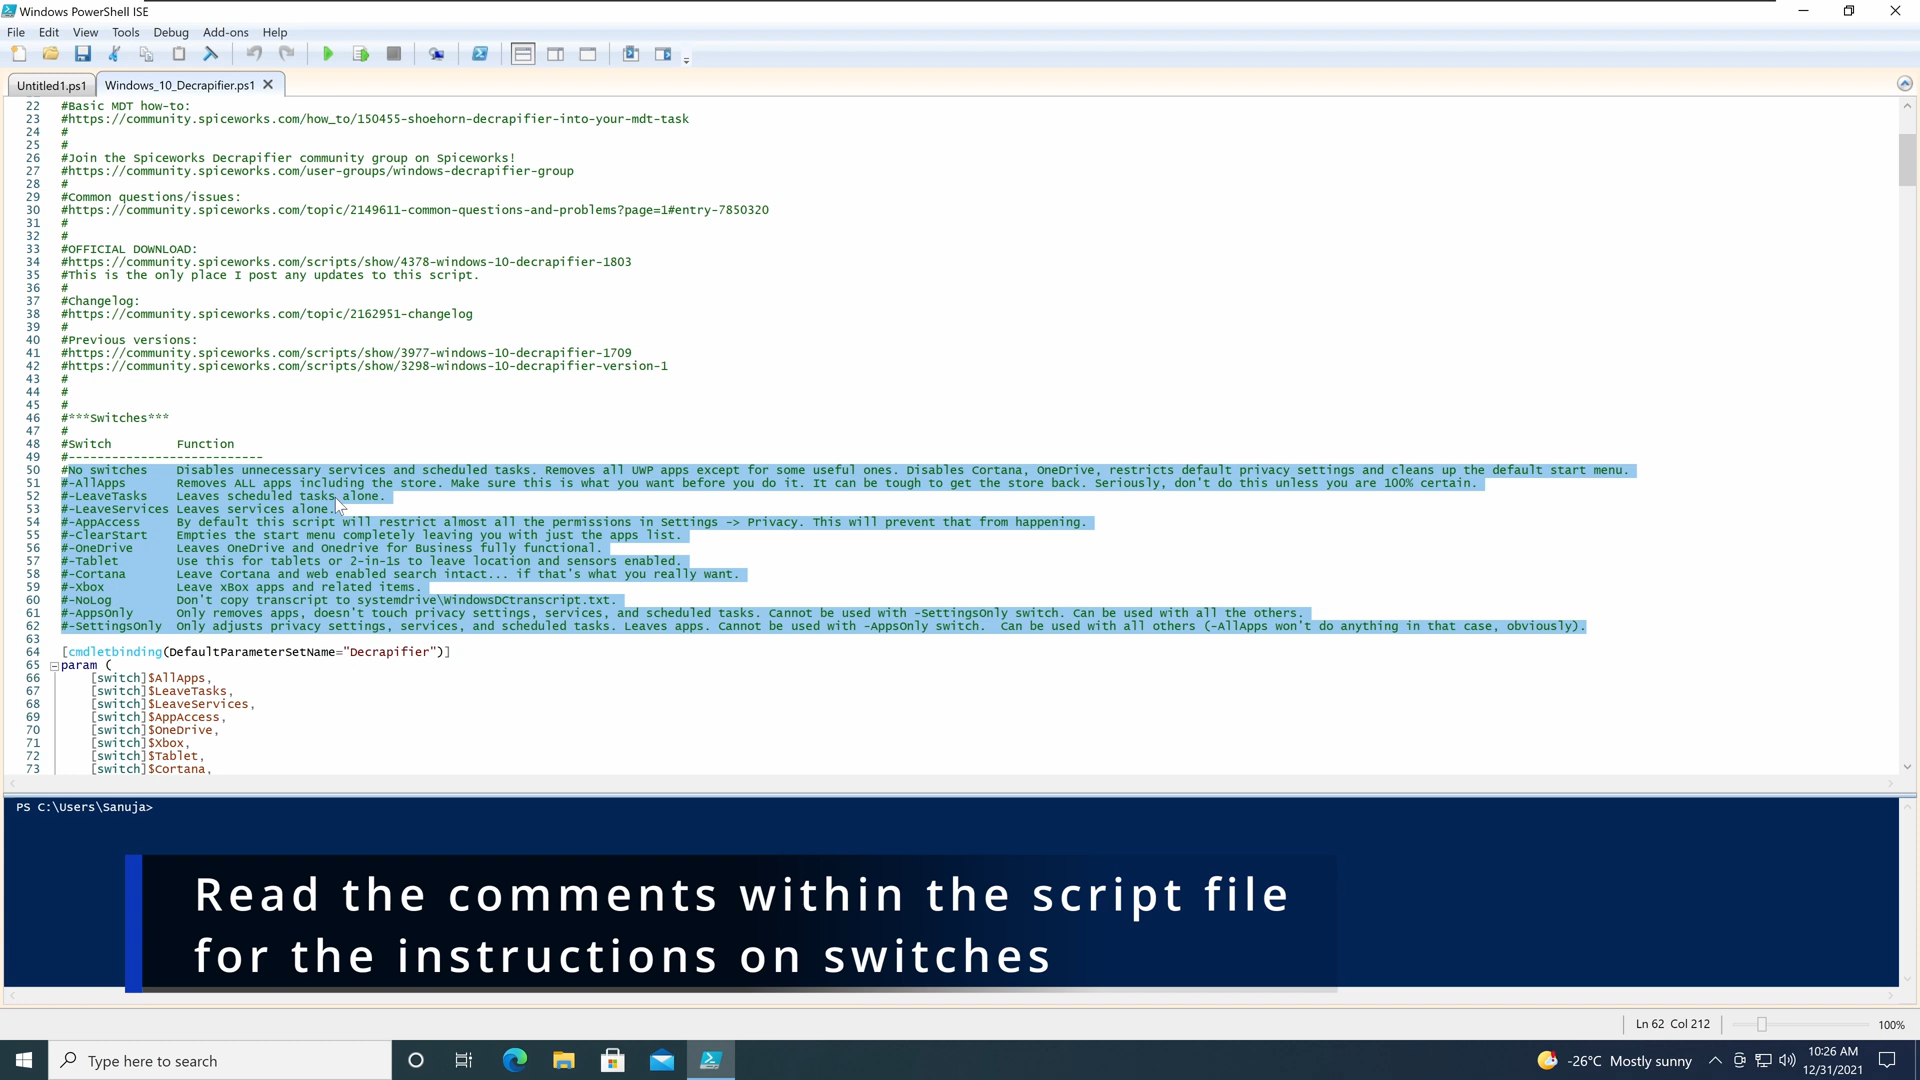 Windows PowerShell ISE
File Edit View Tools Debug Add-ons Help
Untitled1.ps1 Windows_10_Decrapifier.ps1
22 #Basic MDT how-to:
23 #https://community.spiceworks.com/how_to/150455-shoehorn-decrapifier-into-your-mdt-task
24 #
25 #
26 #Join the Spiceworks Decrapifier community group on Spiceworks!
27 #https://community.spiceworks.com/user-groups/windows-decrapifier-group
28 #
29 #Common questions/issues:
30 #https://community.spiceworks.com/topic/2149611-common-questions-and-problems?page=1#entry-7850320
31 #
32 #
33 #OFFICIAL DOWNLOAD:
34 #https://community.spiceworks.com/scripts/show/4378-windows-10-decrapifier-1803
35 #This is the only place I post any updates to this script.
36 #
37 #Changelog:
38 #https://community.spiceworks.com/topic/2162951-changelog
39 #
40 #Previous versions:
41 #https://community.spiceworks.com/scripts/show/3977-windows-10-decrapifier-1709
42 #https://community.spiceworks.com/scripts/show/3298-windows-10-decrapifier-version-1
43 #
44 #
45 #
46 #***Switches***
47 #
48 #Switch Function
49 #---------------------------
50 #No switches Disables unnecessary services and scheduled tasks. Removes all UWP apps except for some useful ones. Disables Cortana, OneDrive, restricts default privacy settings and cleans up the default start menu.
51 #-AllApps Removes ALL apps including the store. Make sure this is what you want before you do it. It can be tough to get the store back. Seriously, don't do this unless you are 100% certain.
52 #-LeaveTasks Leaves scheduled tasks alone.
53 #-LeaveServices Leaves services alone.
54 #-AppAccess By default this script will restrict almost all the permissions in Settings -> Privacy. This will prevent that from happening.
55 #-ClearStart Empties the start menu completely leaving you with just the apps list.
56 #-OneDrive Leaves OneDrive and Onedrive for Business fully functional.
57 #-Tablet Use this for tablets or 2-in-1s to leave location and sensors enabled.
58 #-Cortana Leave Cortana and web enabled search intact... if that's what you really want.
59 #-Xbox Leave xBox apps and related items.
60 #-NoLog Don't copy transcript to systemdrive\WindowsDCtranscript.txt.
61 #-AppsOnly Only removes apps, doesn't touch privacy settings, services, and scheduled tasks. Cannot be used with -SettingsOnly switch. Can be used with all the others.
62 #-SettingsOnly Only adjusts privacy settings, services, and scheduled tasks. Leaves apps. Cannot be used with -AppsOnly switch. Can be used with all others (-AllApps won't do anything in that case, obviously).
63
64 [cmdletbinding(DefaultParameterSetName="Decrapifier")]
65 param (
66 [switch]$AllApps,
67 [switch]$LeaveTasks,
68 [switch]$LeaveServices,
69 [switch]$AppAccess,
70 [switch]$OneDrive,
71 [switch]$Xbox,
72 [switch]$Tablet,
73 [switch]$Cortana,
PS C:\Users\Sanuja>
Read the comments within the script file
for the instructions on switches
Ln 62 Col 212 100%
Type here to search
-26°C Mostly sunny
10:26 AM
12/31/2021